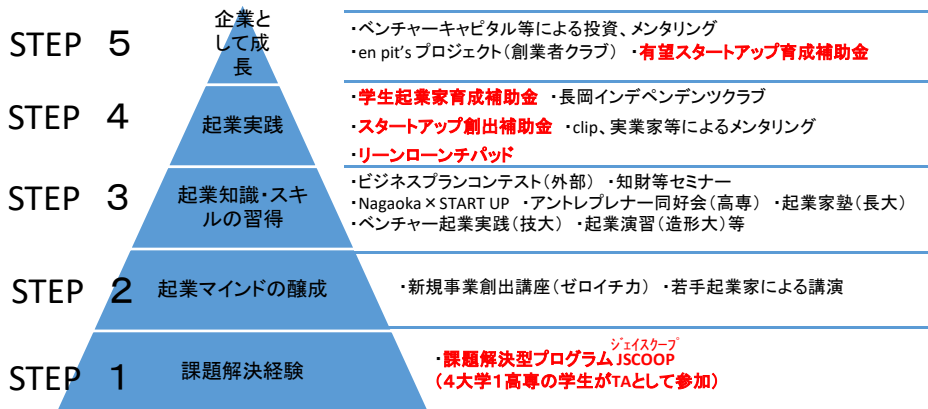 STEP 5
企業と
して成
長
・ベンチャーキャピタル等による投資、メンタリング
・en pit's プロジェクト(創業者クラブ) ・有望スタートアップ育成補助金
STEP 4
起業実践
・学生起業家育成補助金 ・長岡インデペンデンツクラブ
・スタートアップ創出補助金 ・clip、実業家等によるメンタリング
・リーンローンチパッド
STEP 3
起業知識・スキ
ルの習得
・ビジネスプランコンテスト(外部) ・知財等セミナー
・Nagaoka×START UP ・アントレプレナー同好会(高専) ・起業家塾(長大)
・ベンチャー起業実践(技大) ・起業演習(造形大)等
STEP 2
起業マインドの醸成
・新規事業創出講座(ゼロイチカ) ・若手起業家による講演
STEP 1
課題解決経験
ジェイスクープ
・課題解決型プログラム JSCOOP
(4大学1高専の学生がTAとして参加)